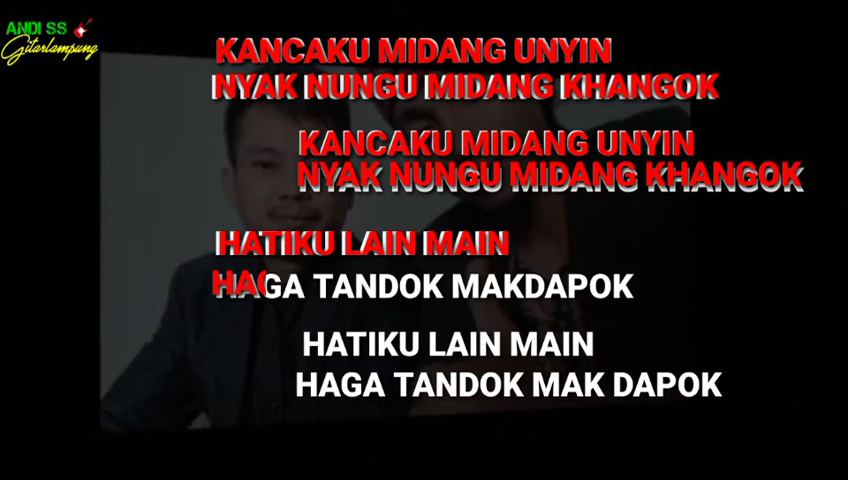 ANDI SS
Gitarlampung
KANCAKU MIDANG UNYIN
NYAK NUNGU MIDANG KHANGOK
KANCAKU MIDANG UNYIN
NYAK NUNGU MIDANG KHANGOK
HATIKU LAIN MAIN
HAGA TANDOK MAKDAPOK
HATIKU LAIN MAIN
HAGA TANDOK MAK DAPOK